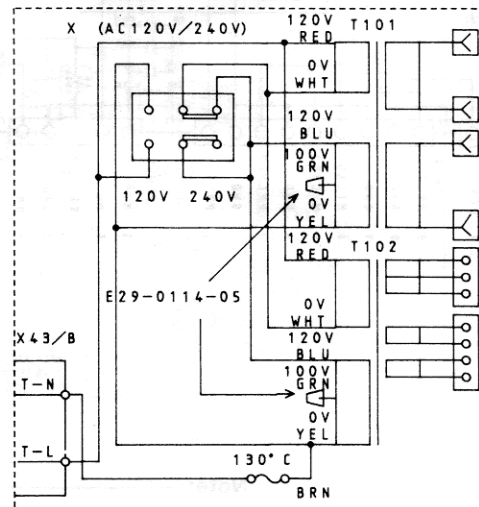 X (AC120V/240V)
120V
RED
T101
0V
WHT
120V
BLU
100V
GRN
0V
YEL
120V 240V
120V
RED
T102
E29-0114-05
0V
WHT
120V
BLU
100V
GRN
0V
YEL
X43/B
T-N
T-L
130°C
BRN